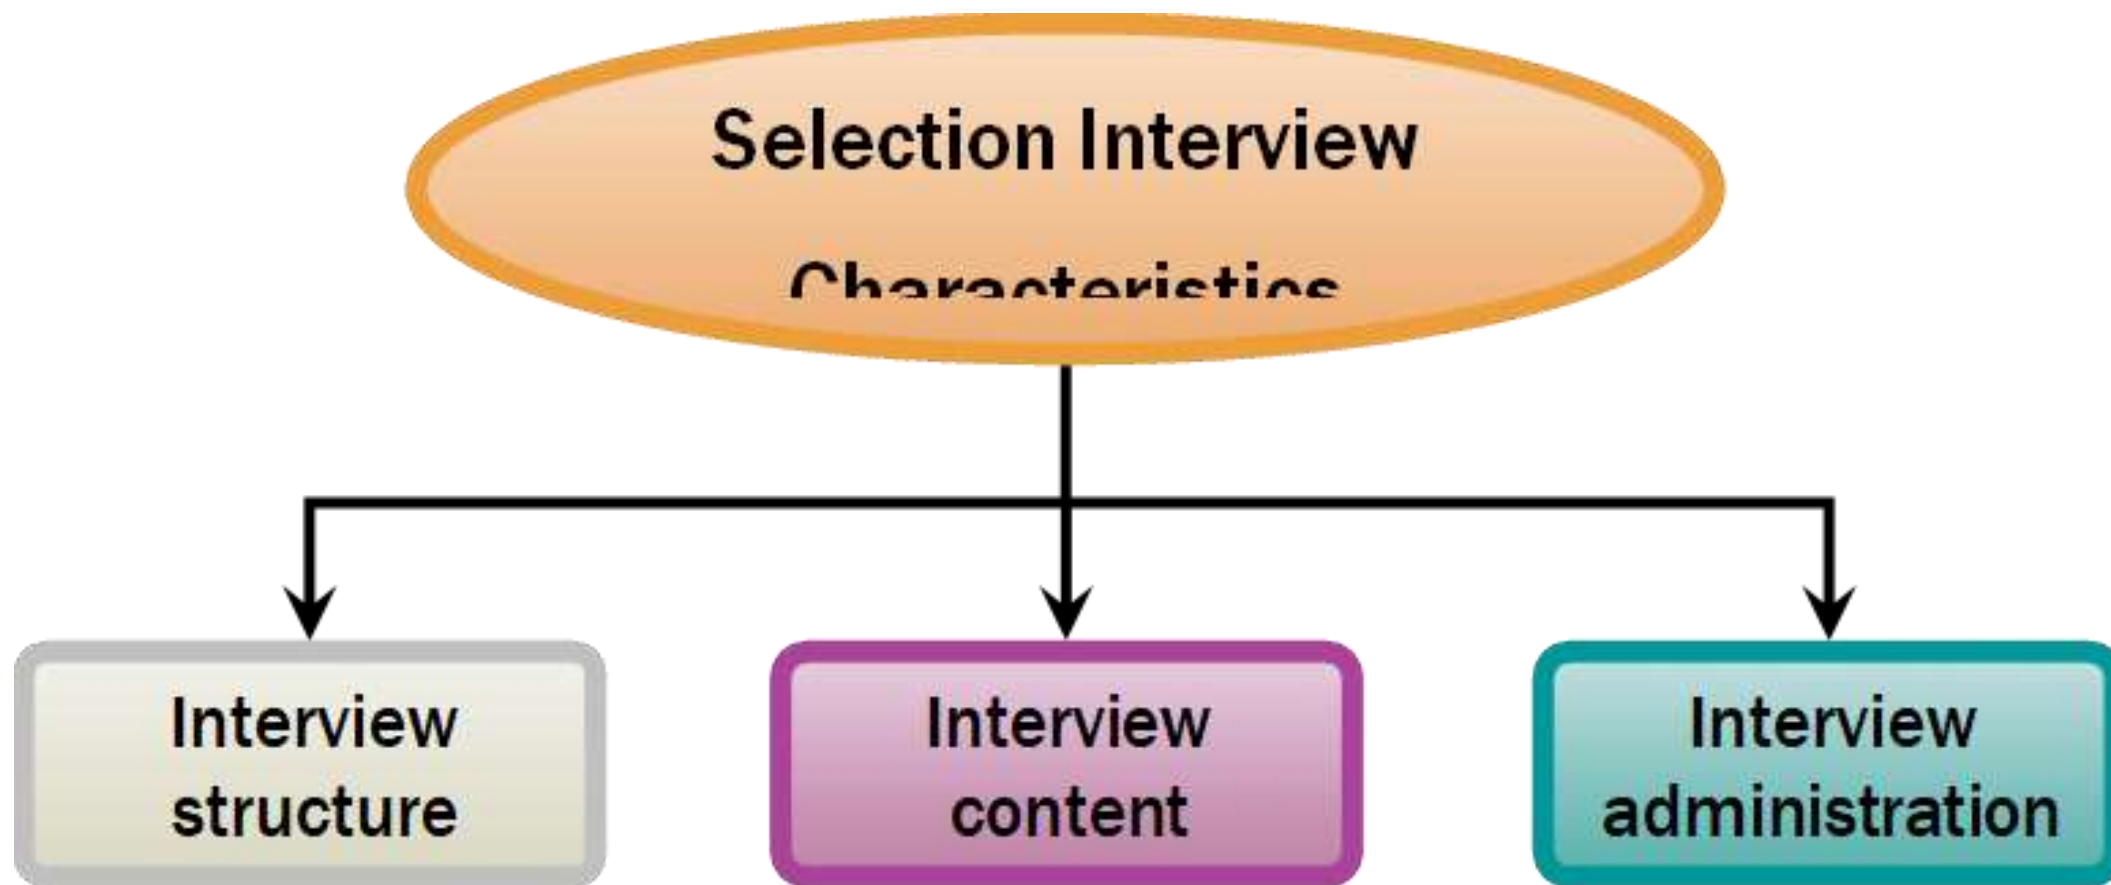 Selection Interview
Characteristics
Interview
structure
Interview
content
Interview
administration